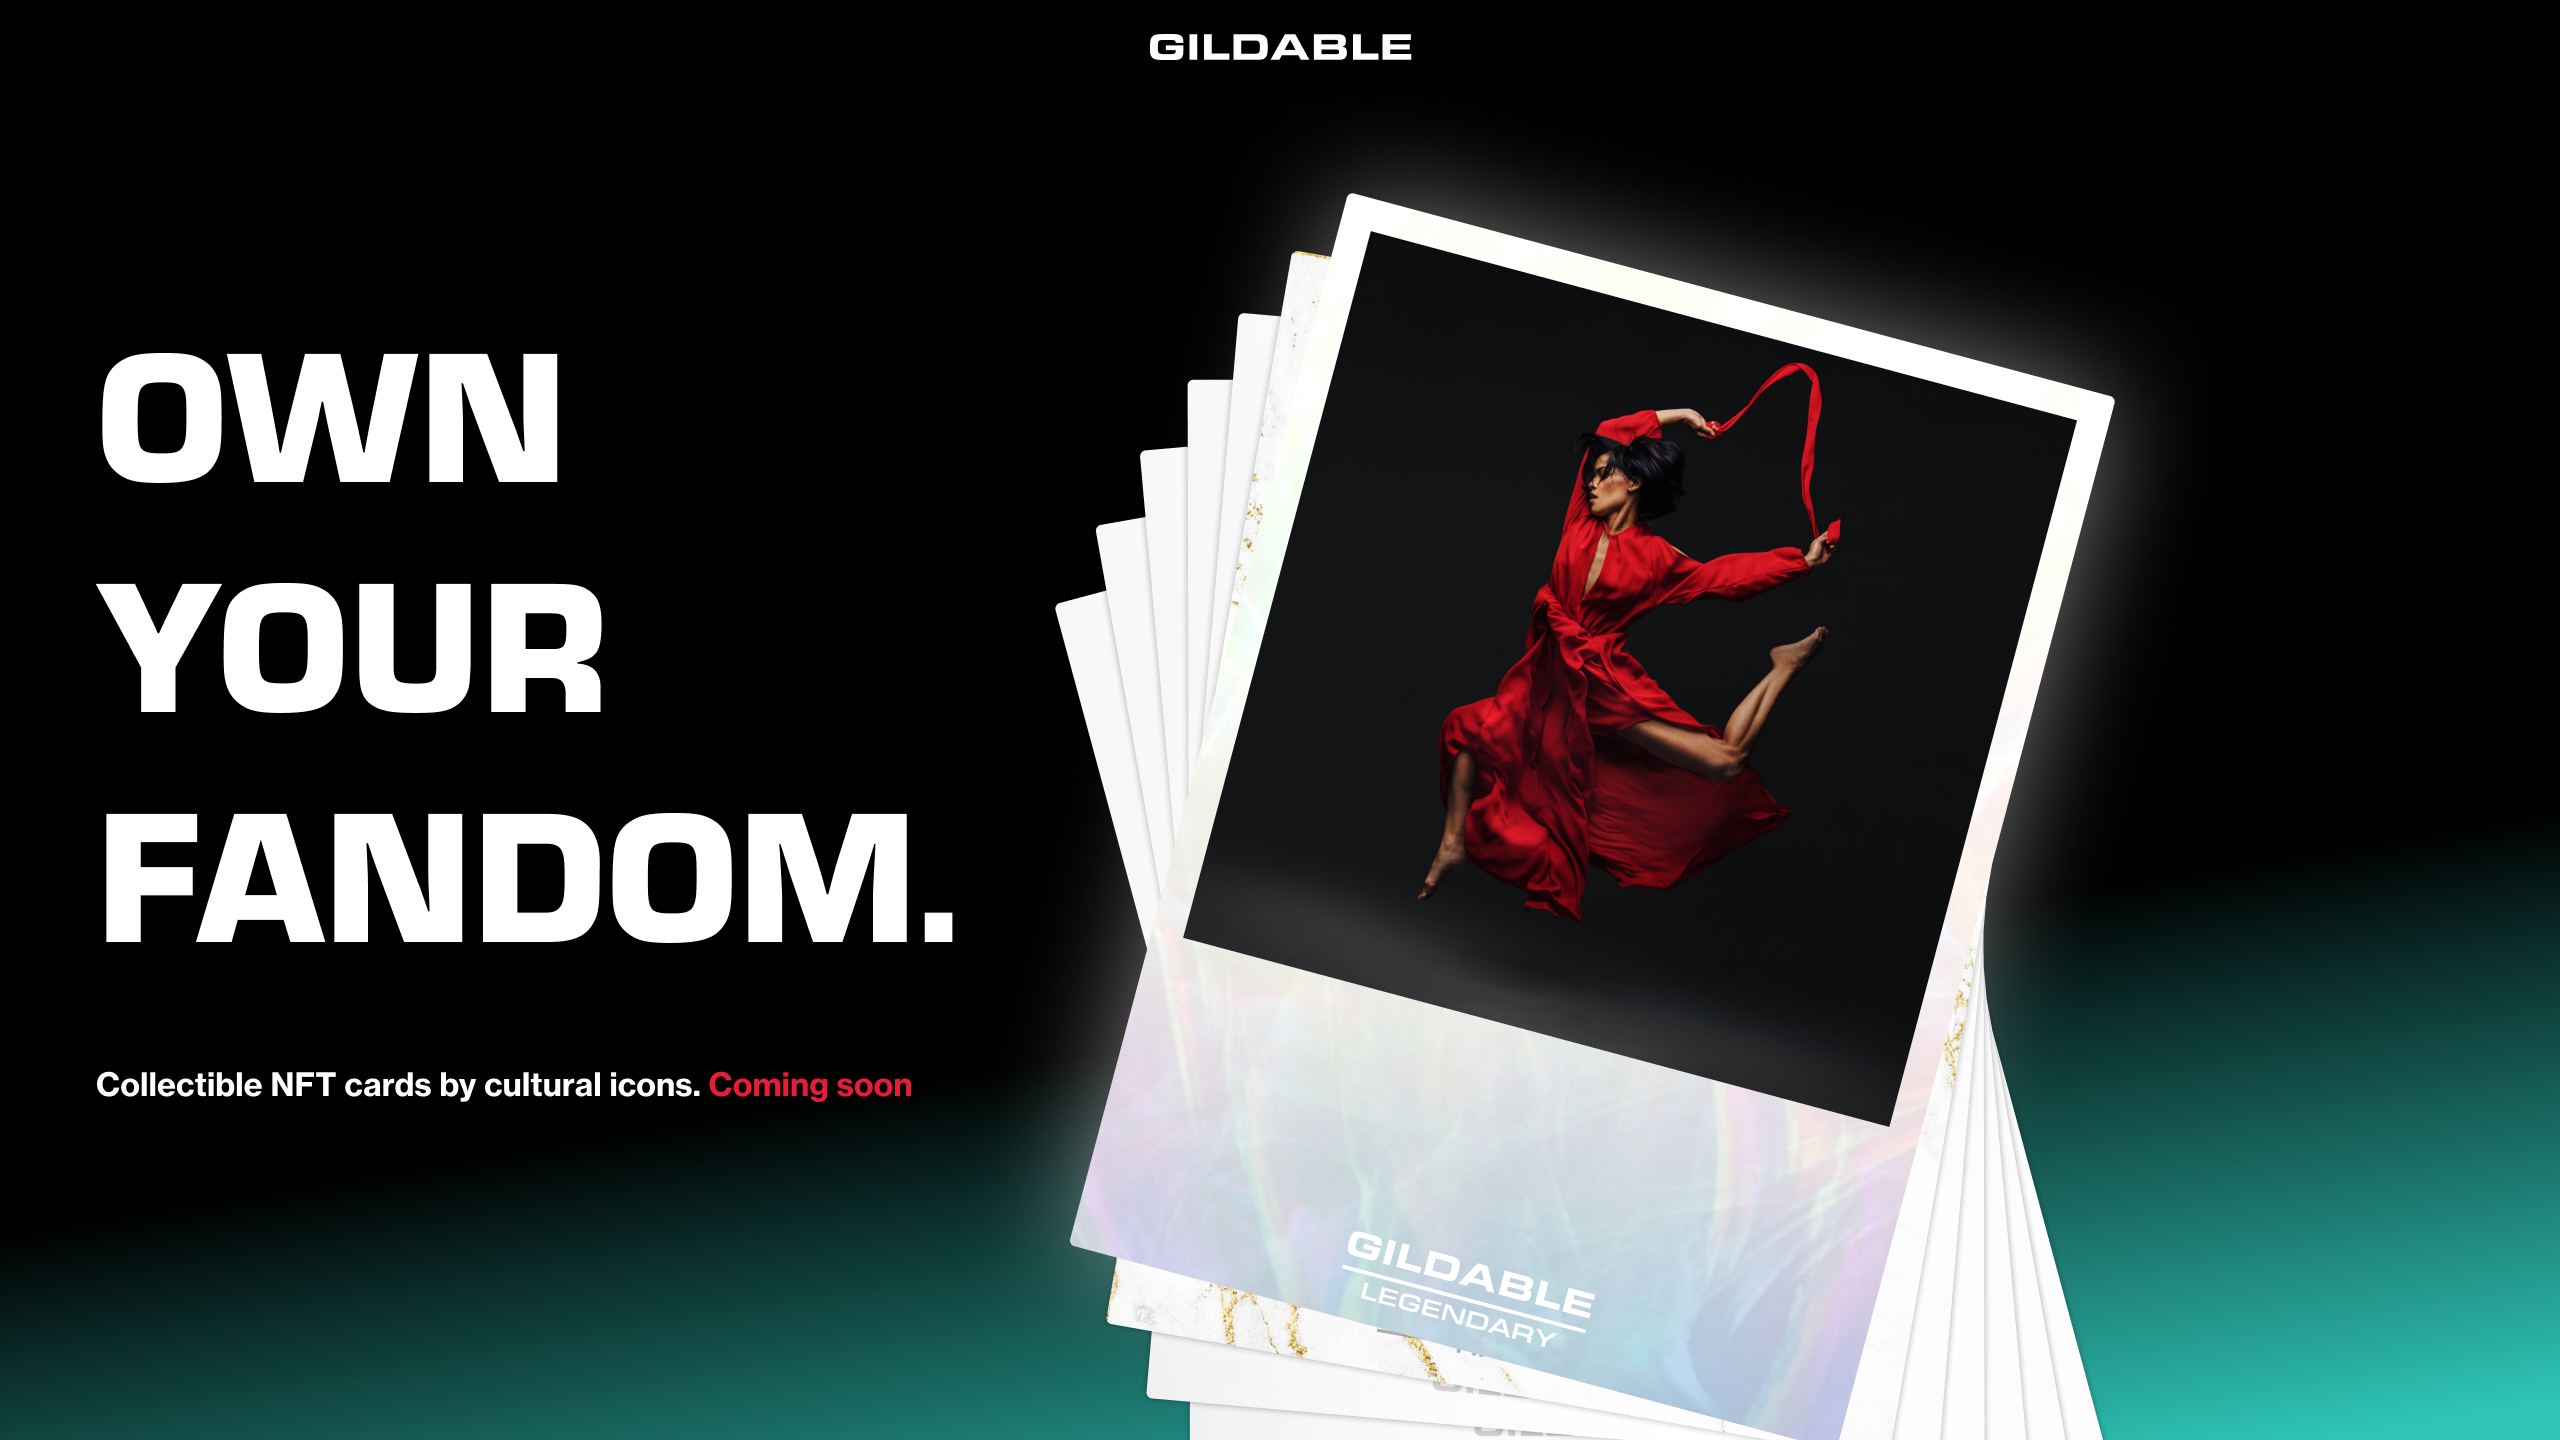 GILDABLE
OWN
YOUR
FANDOM.
Collectible NFT cards by cultural icons. Coming soon
GILDABLE
LEGENDARY